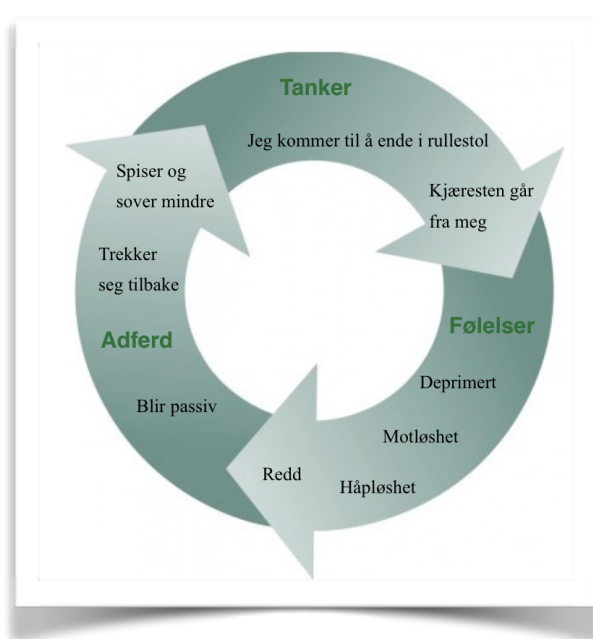 Tanker
Jeg kommer til å ende i rullestol
Kjæresten går
fra meg
Følelser
Deprimert
Motløshet
Håpløshet
Redd
Adferd
Blir passiv
Trekker
seg tilbake
Spiser og
sover mindre